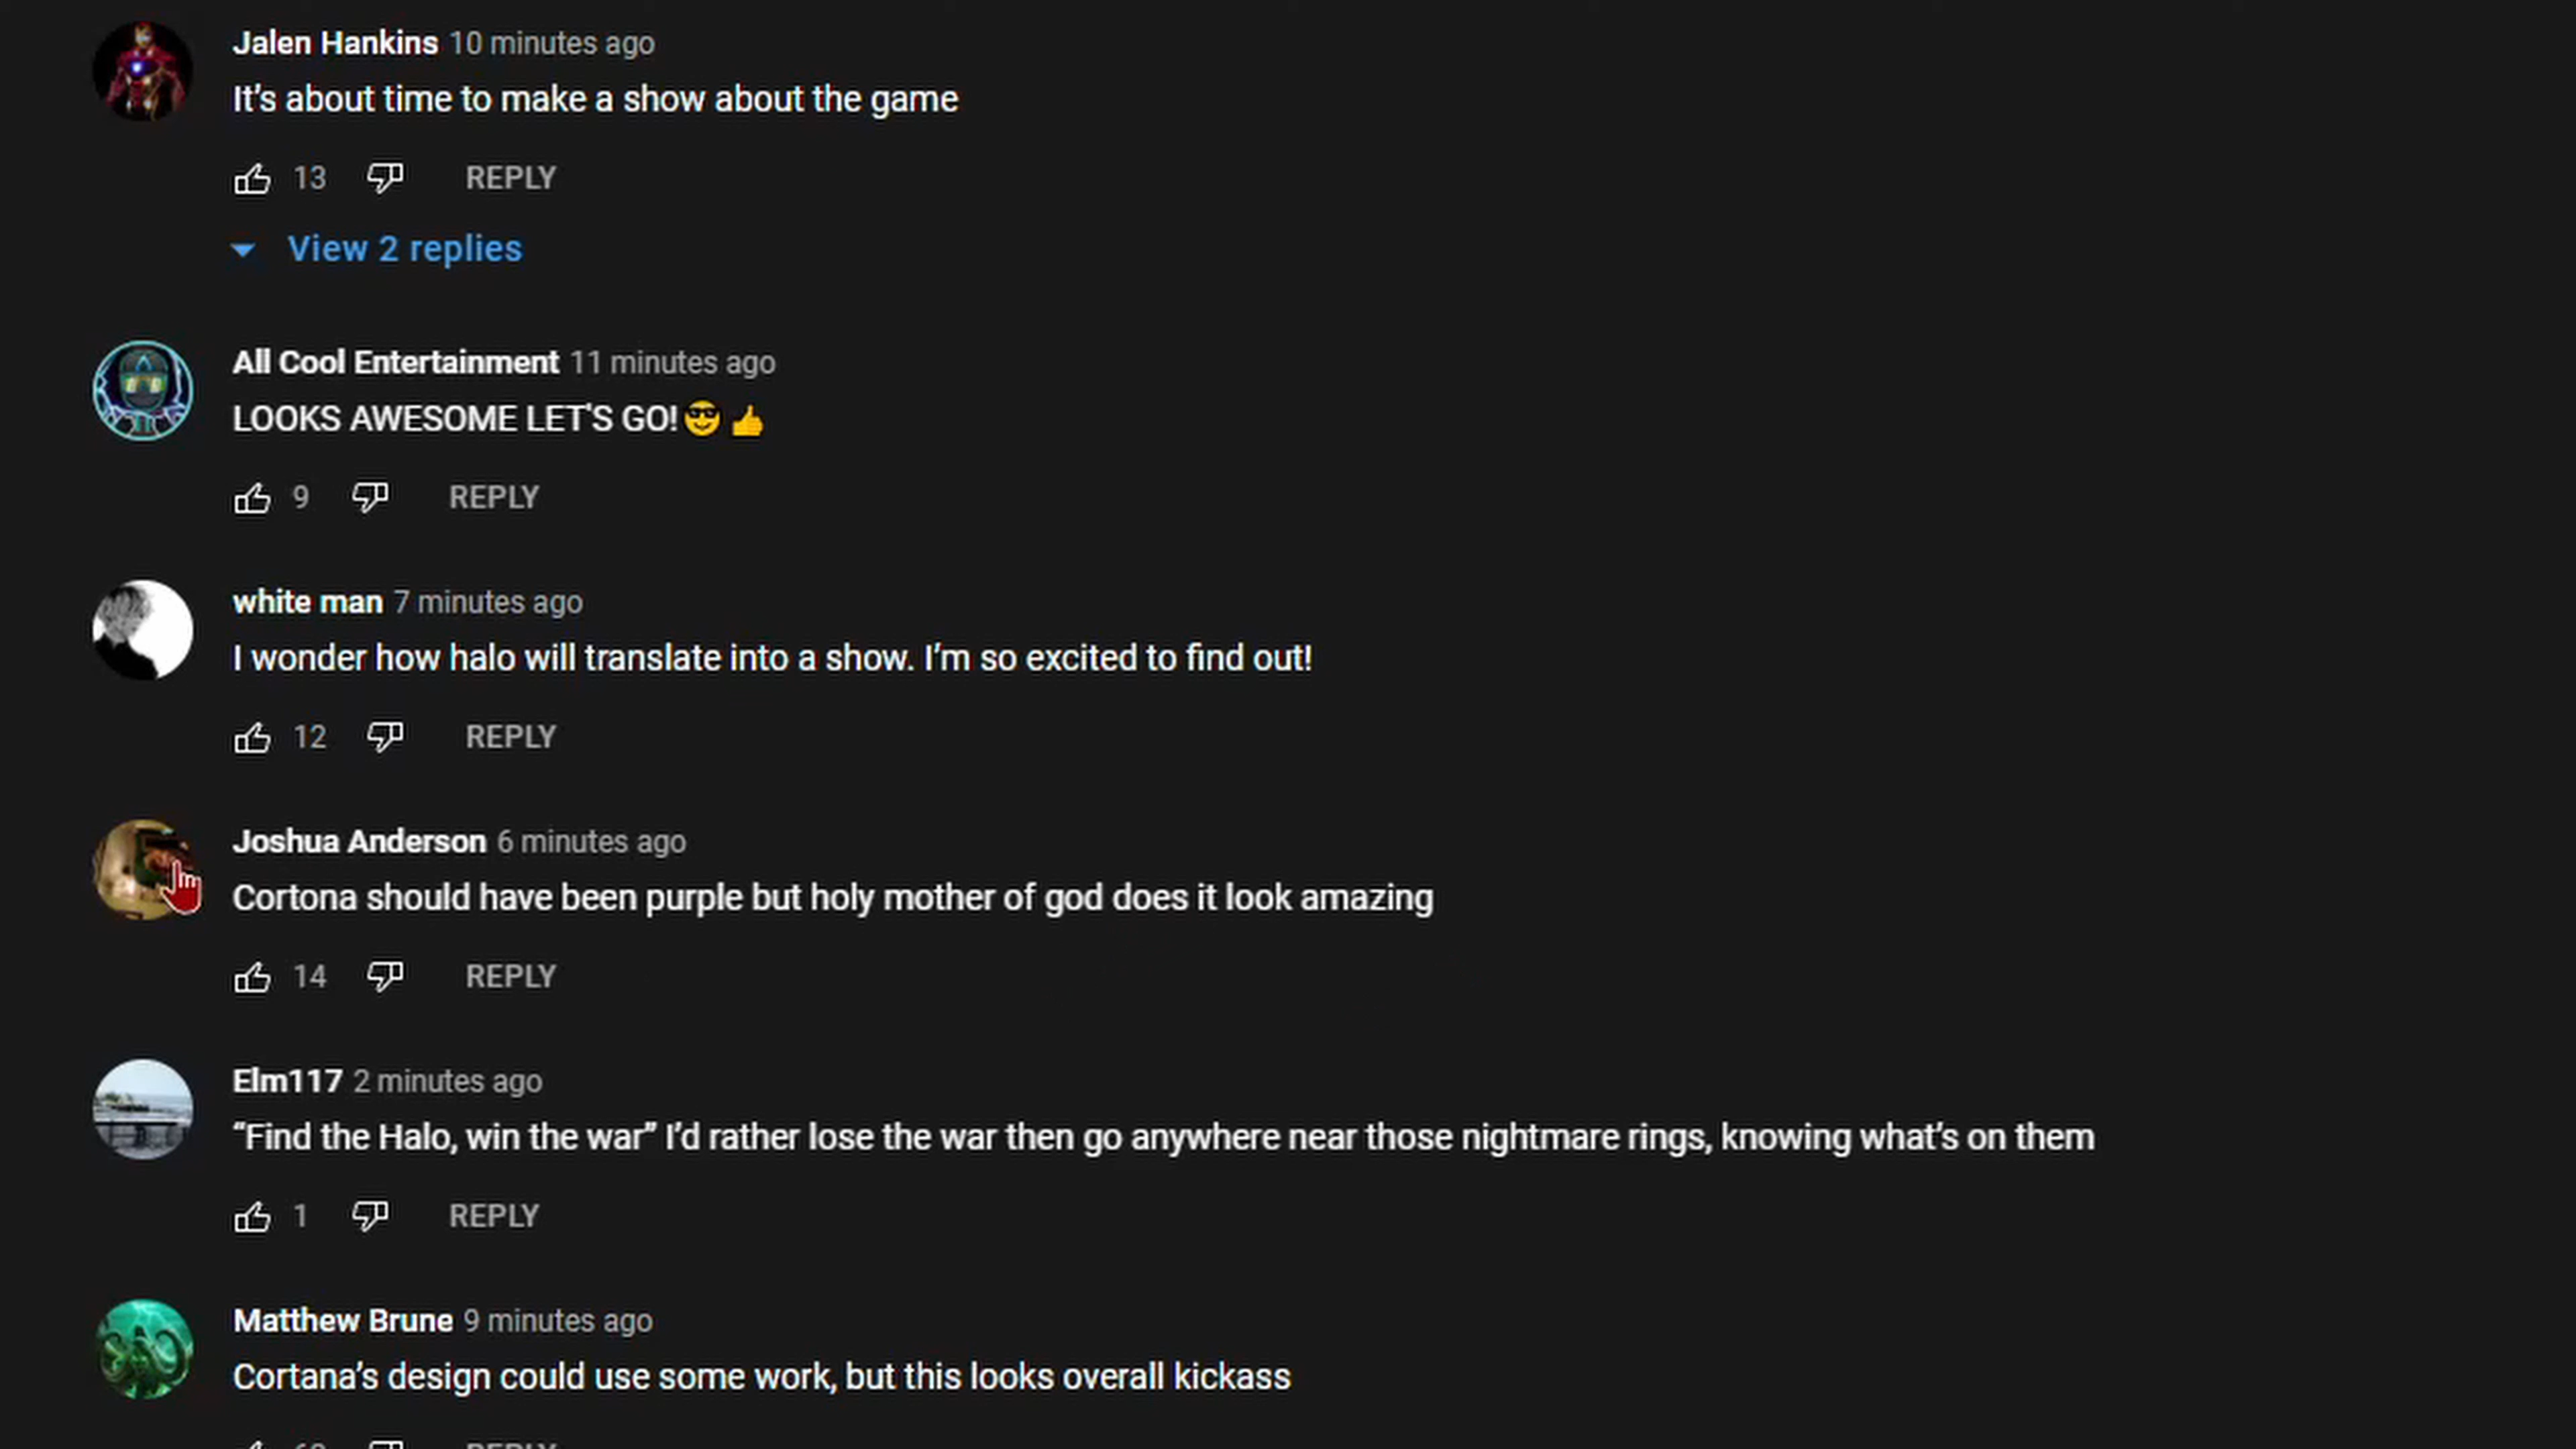 Jalen Hankins 10 minutes ago
It's about time to make a show about the game
13 REPLY
View 2 replies
All Cool Entertainment 11 minutes ago
LOOKS AWESOME LET'S GO!😎👍
9 REPLY
white man 7 minutes ago
I wonder how halo will translate into a show. I'm so excited to find out!
12 REPLY
Joshua Anderson 6 minutes ago
Cortona should have been purple but holy mother of god does it look amazing
14 REPLY
Elm117 2 minutes ago
“Find the Halo, win the war” I'd rather lose the war then go anywhere near those nightmare rings, knowing what's on them
1 REPLY
Matthew Brune 9 minutes ago
Cortana's design could use some work, but this looks overall kickass
REPLY